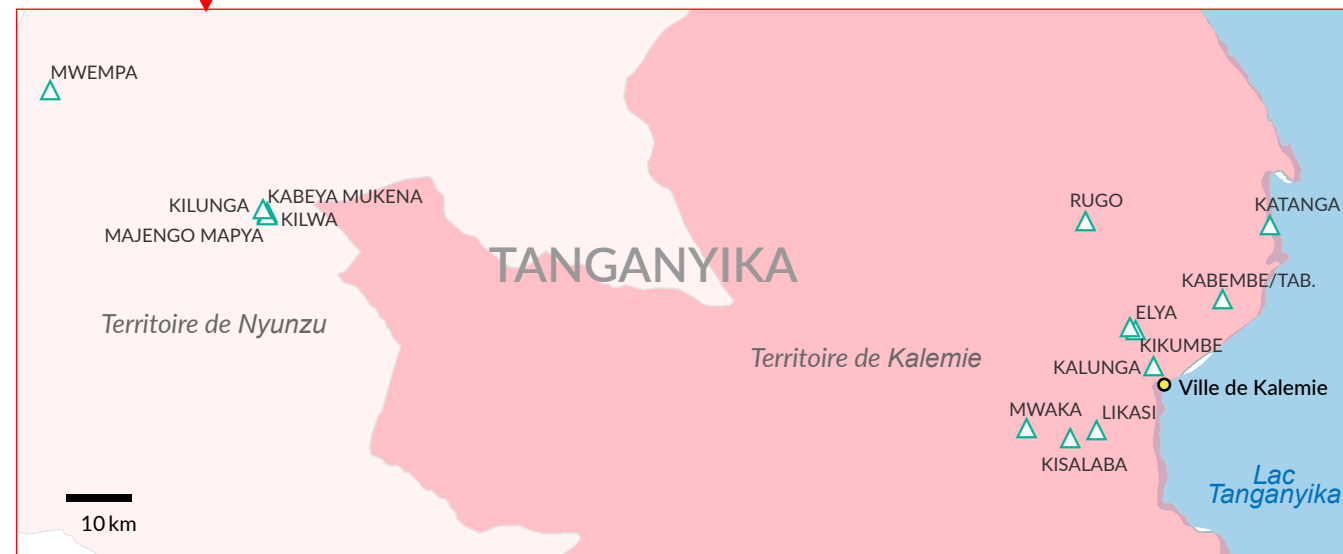 MWEMPA
KABEYA MUKENA
KILUNGA
KILWA
MAJENGO MAPYA
RUGO
KATANGA
TANGANYIKA
KABEMBE/TAB.
ELYA
Territoire de Nyunzu
KIKUMBE
Territoire de Kalemie
KALUNGA
Ville de Kalemie
MWAKA
LIKASI
KISALABA
Lac
Tanganyika
10 km